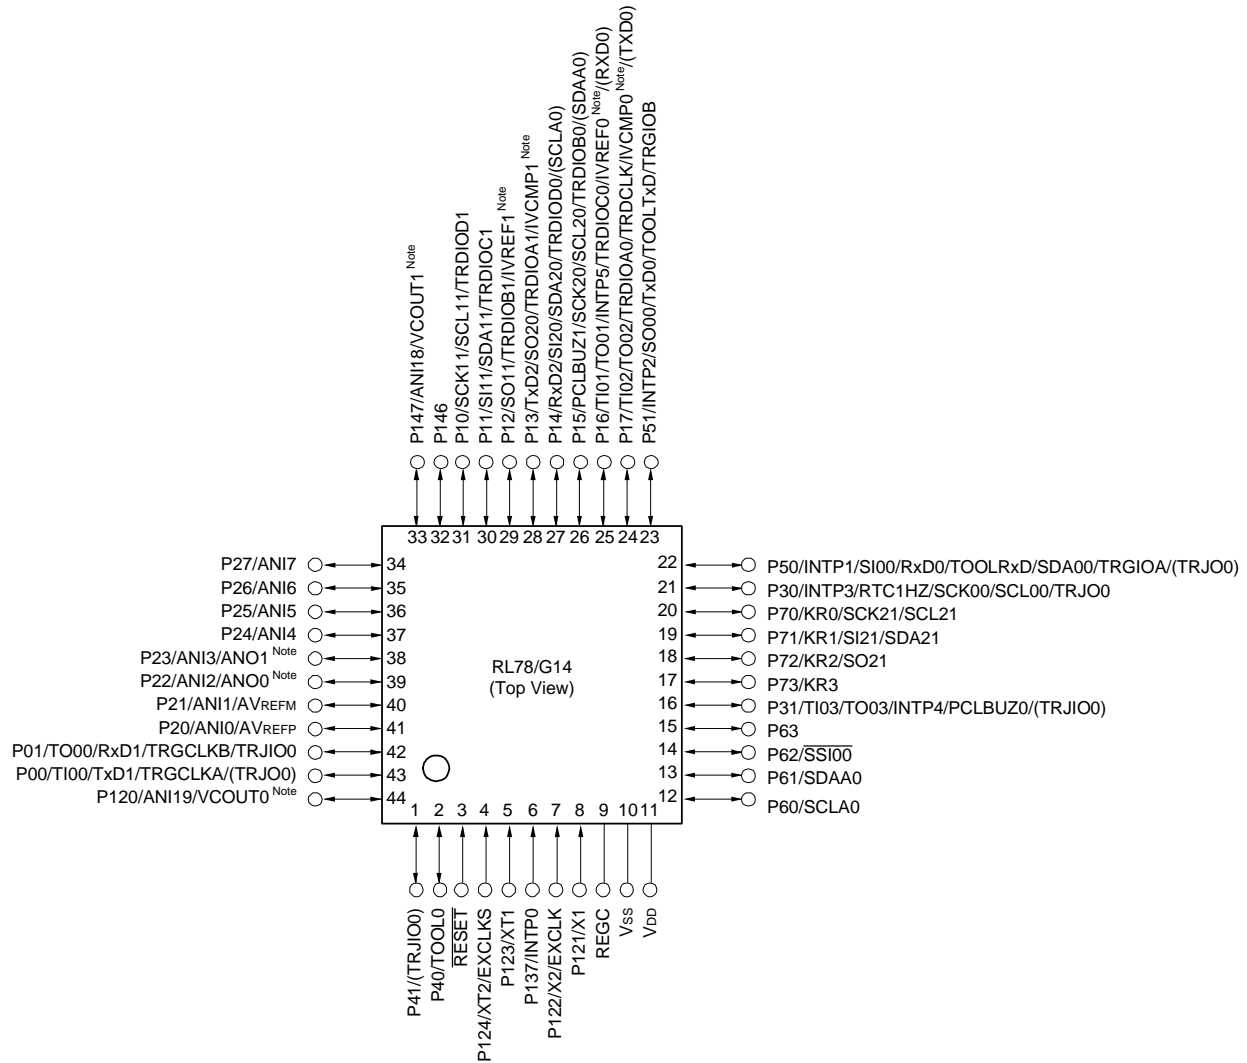 P147/ANI18/VCOUT1 Note
P146
P10/SCK11/SCL11/TRDIOD1
P11/SI11/SDA11/TRDIOC1
P12/SO11/TRDIOB1/IVREF1 Note
P13/TxD2/SO20/TRDIOA1/IVCMP1 Note
P14/RxD2/SI20/SDA20/TRDIOD0/(SCLA0)
P15/PCLBUZ1/SCK20/SCL20/TRDIOB0/(SDAA0)
P16/TI01/TO01/INTP5/TRDIOC0/IVREF0 Note/(RXD0)
P17/TI02/TO02/TRDIOA0/TRDCLK/IVCMP0 Note/(TXD0)
P51/INTP2/SO00/TxD0/TOOLTxD/TRGIOB
33 32 31 30 29 28 27 26 25 24 23
P27/ANI7 34
P26/ANI6 35
P25/ANI5 36
P24/ANI4 37
P23/ANI3/ANO1 Note 38
P22/ANI2/ANO0 Note 39
P21/ANI1/AVREFM 40
P20/ANI0/AVREFP 41
P01/TO00/RxD1/TRGCLKB/TRJIO0 42
P00/TI00/TxD1/TRGCLKA/(TRJO0) 43
P120/ANI19/VCOUT0 Note 44
RL78/G14
(Top View)
22 P50/INTP1/SI00/RxD0/TOOLRxD/SDA00/TRGIOA/(TRJO0)
21 P30/INTP3/RTC1HZ/SCK00/SCL00/TRJO0
20 P70/KR0/SCK21/SCL21
19 P71/KR1/SI21/SDA21
18 P72/KR2/SO21
17 P73/KR3
16 P31/TI03/TO03/INTP4/PCLBUZ0/(TRJIO0)
15 P63
14 P62/SSI00
13 P61/SDAA0
12 P60/SCLA0
1 2 3 4 5 6 7 8 9 10 11
P41/(TRJIO0)
P40/TOOL0
RESET
P124/XT2/EXCLKS
P123/XT1
P137/INTP0
P122/X2/EXCLK
P121/X1
REGC
VSS
VDD